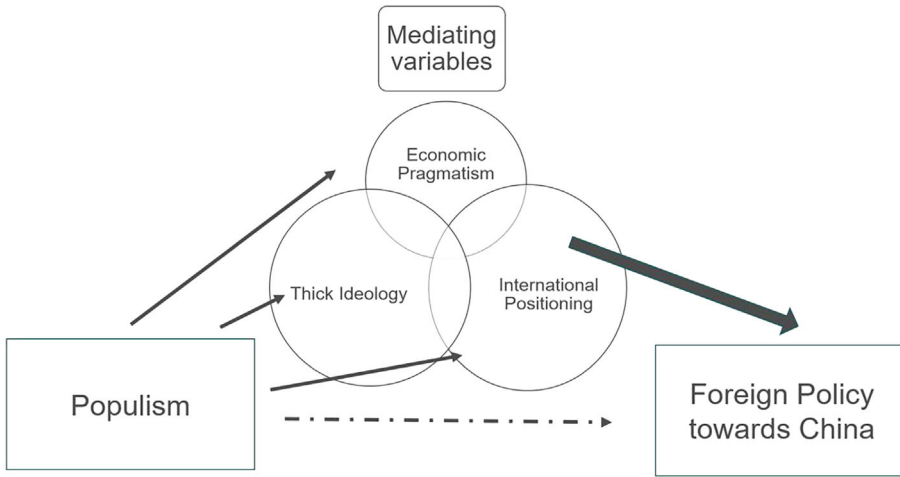 Mediating
variables
Economic
Pragmatism
Thick Ideology
International
Positioning
Populism
Foreign Policy
towards China